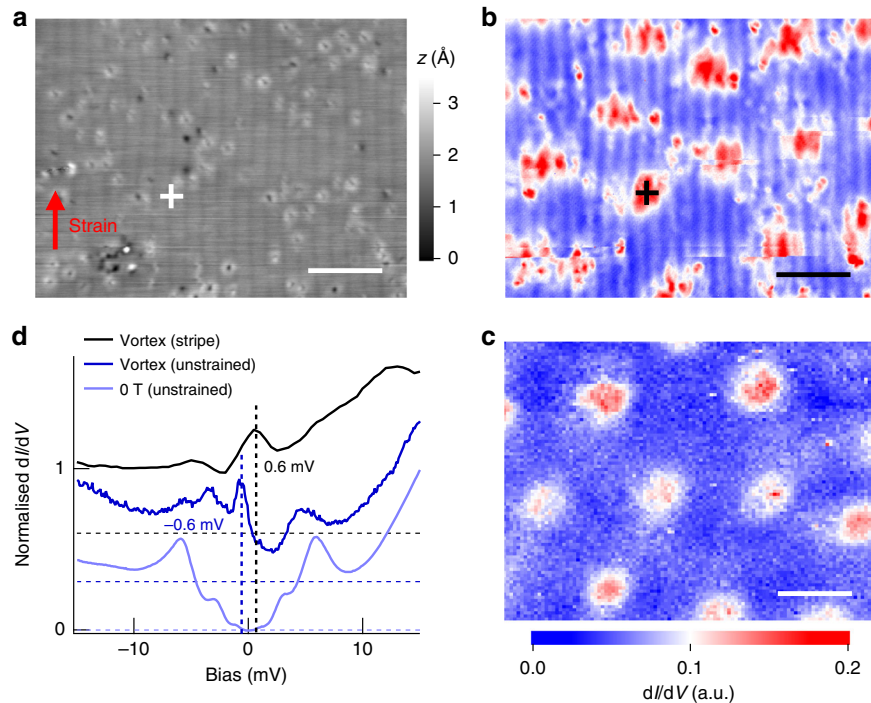 a
z (Å)
3
2
1
0
Strain
b
d
Vortex (stripe)
Vortex (unstrained)
0 T (unstrained)
1
0
0.6 mV
−0.6 mV
−10
0
10
Bias (mV)
Normalised dI/dV
c
0.0
0.1
0.2
dI/dV (a.u.)